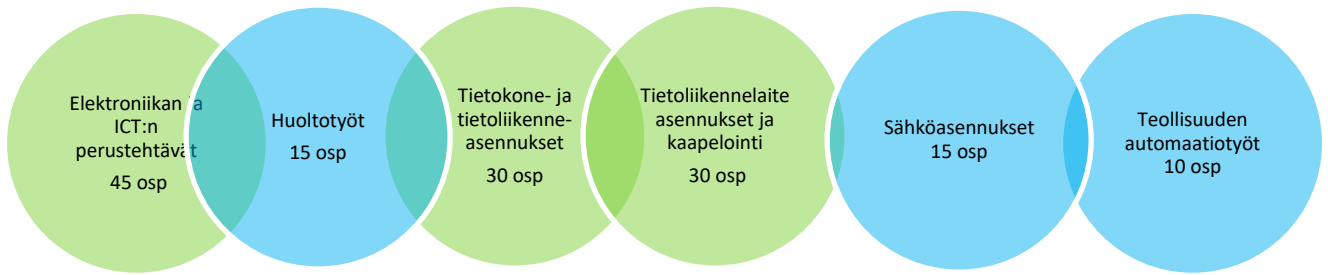 Elektroniikan ja
ICT:n
perustehtävät
45 osp
Huoltotyöt
15 osp
Tietokone- ja
tietoliikenne-
asennukset
30 osp
Tietoliikennelaite
asennukset ja
kaapelointi
30 osp
Sähköasennukset
15 osp
Teollisuuden
automaatiotyöt
10 osp